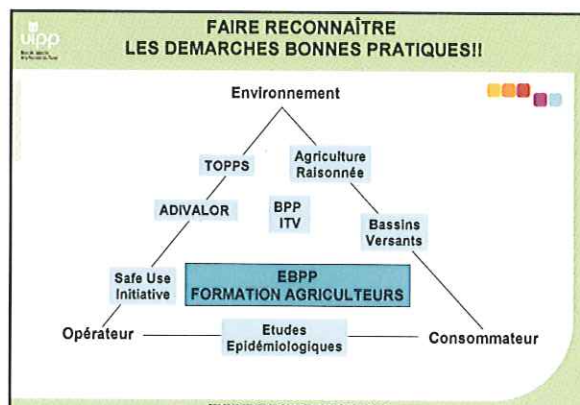 uipp
FAIRE RECONNAÎTRE
LES DEMARCHES BONNES PRATIQUES!!
Environnement
TOPPS
Agriculture
Raisonnée
ADIVALOR
BPP
ITV
Bassins
Versants
Safe Use
Initiative
EBPP
FORMATION AGRICULTEURS
Opérateur
Etudes
Epidémiologiques
Consommateur